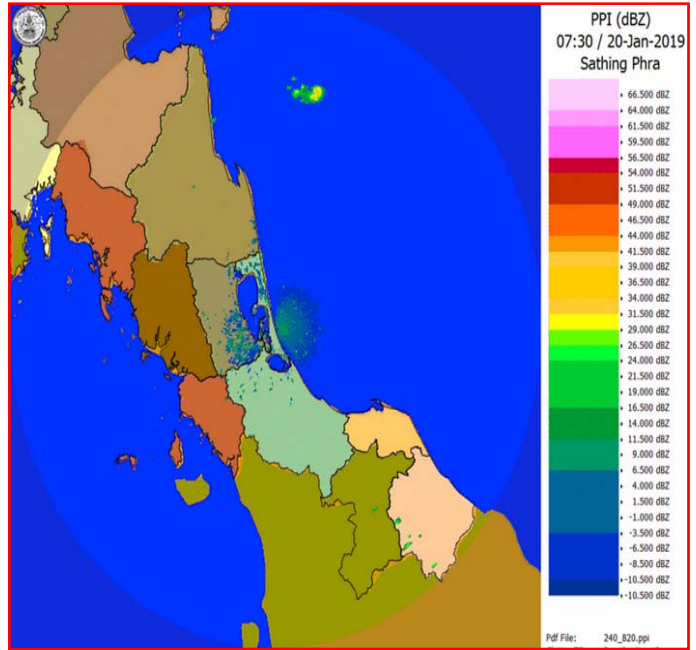 PPI (dBZ)
07:30 / 20-Jan-2019
Sathing Phra
66.500 dBZ
64.000 dBZ
61.500 dBZ
59.500 dBZ
56.500 dBZ
54.000 dBZ
51.500 dBZ
49.000 dBZ
46.500 dBZ
44.000 dBZ
41.500 dBZ
39.000 dBZ
36.500 dBZ
34.000 dBZ
31.500 dBZ
29.000 dBZ
26.500 dBZ
24.000 dBZ
21.500 dBZ
19.000 dBZ
16.500 dBZ
14.000 dBZ
11.500 dBZ
9.000 dBZ
6.500 dBZ
4.000 dBZ
1.500 dBZ
-1.000 dBZ
-3.500 dBZ
-6.500 dBZ
-8.500 dBZ
-10.500 dBZ
-10.500 dBZ
Pdf File: 240_820.ppi